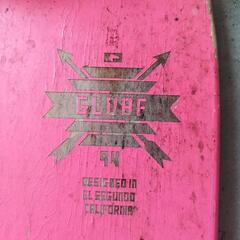 GLOBE
94
DESIGNED IN
EL SEGUNDO
CALIFORNIA